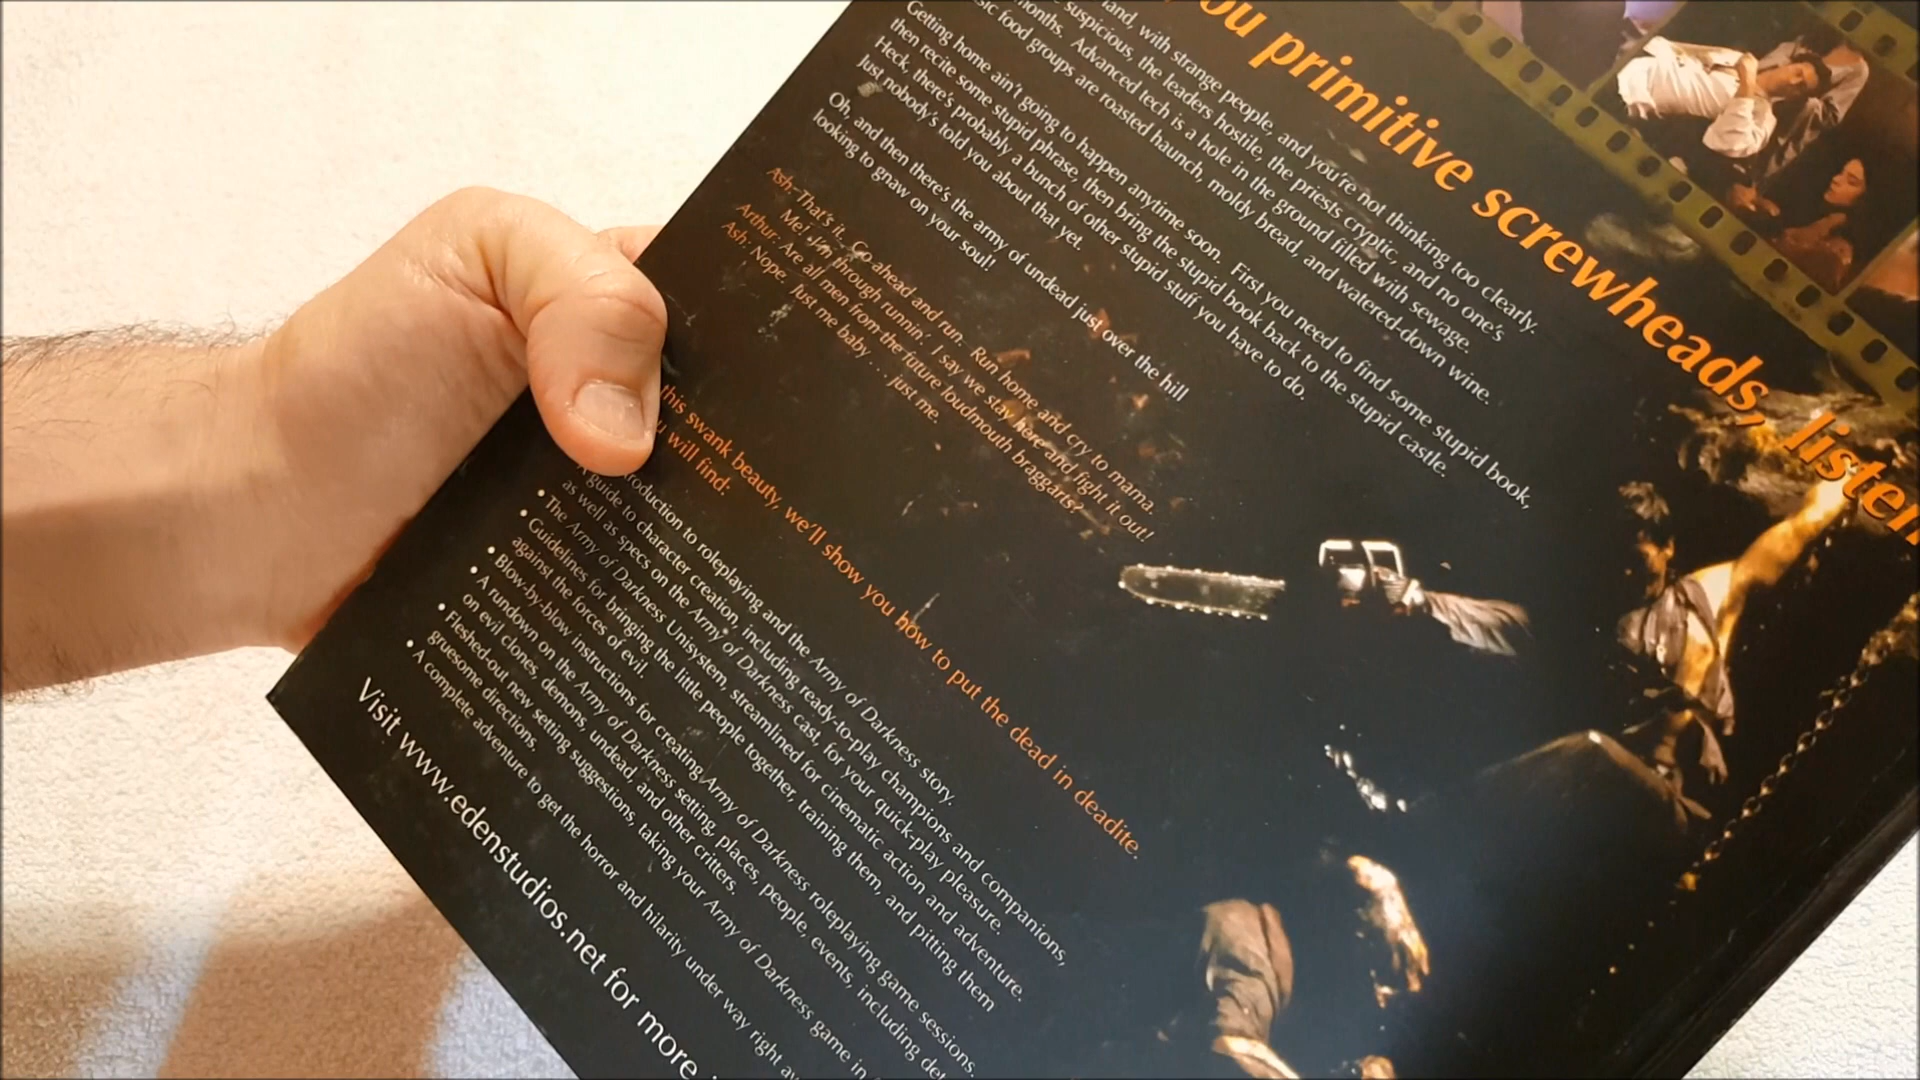 you primitive screwheads, listen
land, with strange people, and you're not thinking too clearly.
suspicious, the leaders hostile, the priests cryptic, and no one's
months. Advanced tech is a hole in the ground filled with sewage.
food groups are roasted haunch, moldy bread, and watered-down wine.
Getting home ain't going to happen anytime soon. First you need to find some stupid book,
then recite some stupid phrase, then bring the stupid book back to the stupid castle.
Heck, there's probably a bunch of other stupid stuff you have to do.
Just nobody's told you about that yet.
Oh, and then there's the army of undead just over the hill
looking to gnaw on your soul!
Ash: That's it. Go ahead and run. Run home and cry to mama.
Me! I'm through runnin'. I say we stay here and fight it out!
Arthur: Are all men from the future loudmouth braggarts?
Ash: Nope. Just me baby . . . just me.
this swank beauty, we'll show you how to put the dead in deadite.
will find:
roduction to roleplaying and the Army of Darkness story.
guide to character creation, including ready-to-play champions and companions,
as well as specs on the Army of Darkness cast, for your quick-play pleasure.
• The Army of Darkness Unisystem, streamlined for cinematic action and adventure.
• Guidelines for bringing the little people together, training them, and pitting them
against the forces of evil.
• Blow-by-blow instructions for creating Army of Darkness roleplaying game sessions.
• A rundown on the Army of Darkness setting, places, people, events, including det
on evil clones, demons, undead, and other critters.
• Fleshed-out new setting suggestions, taking your Army of Darkness game in
gruesome directions.
• A complete adventure to get the horror and hilarity under way right aw
Visit www.edenstudios.net for more